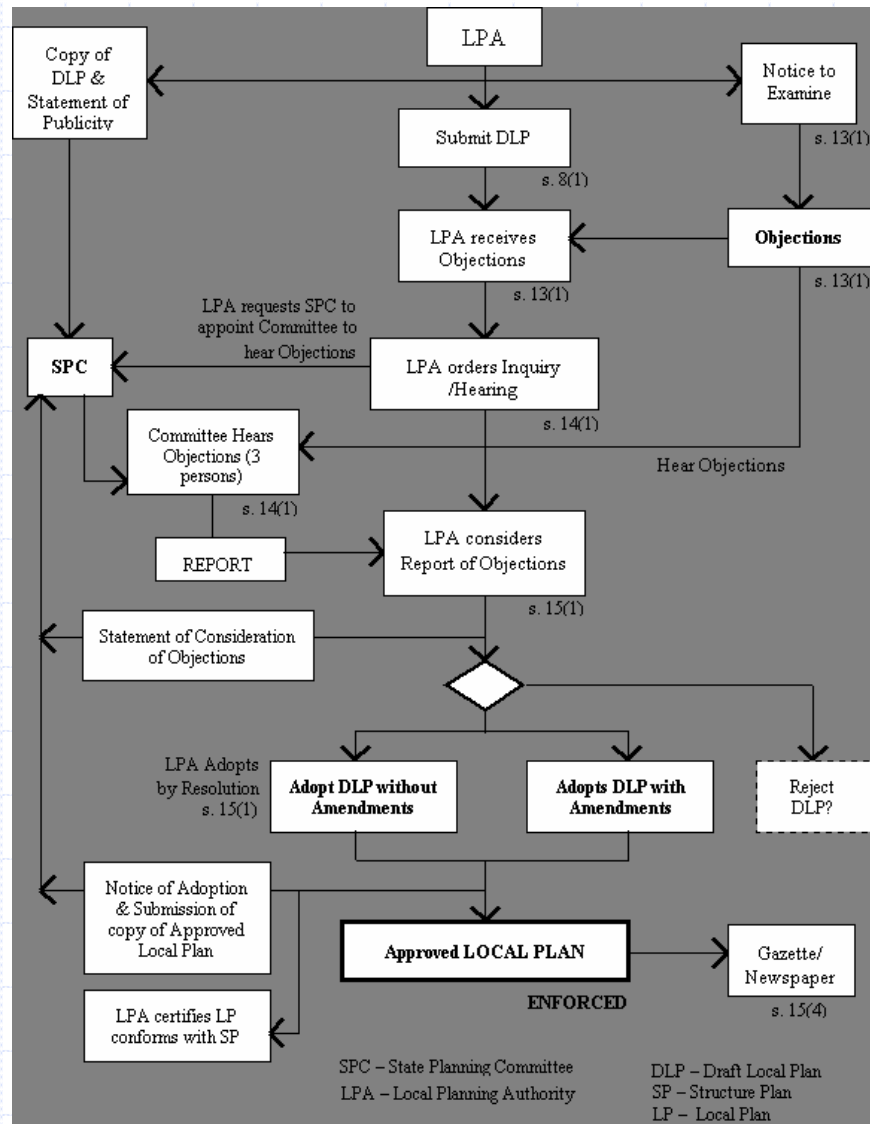 Copy of
DLP &
Statement of
Publicity
LPA
Notice to
Examine
s. 13(1)
Submit DLP
s. 8(1)
LPA receives
Objections
s. 13(1)
Objections
s. 13(1)
LPA requests SPC to
appoint Committee to
hear Objections
SPC
LPA orders Inquiry
/Hearing
s. 14(1)
Committee Hears
Objections (3
persons)
s. 14(1)
Hear Objections
REPORT
LPA considers
Report of Objections
s. 15(1)
Statement of Consideration
of Objections
LPA Adopts
by Resolution
s. 15(1)
Adopt DLP without
Amendments
Adopts DLP with
Amendments
Reject
DLP?
Notice of Adoption
& Submission of
copy of Approved
Local Plan
Approved LOCAL PLAN
ENFORCED
Gazette/
Newspaper
s. 15(4)
LPA certifies LP
conforms with SP
SPC – State Planning Committee
LPA – Local Planning Authority
DLP – Draft Local Plan
SP – Structure Plan
LP – Local Plan